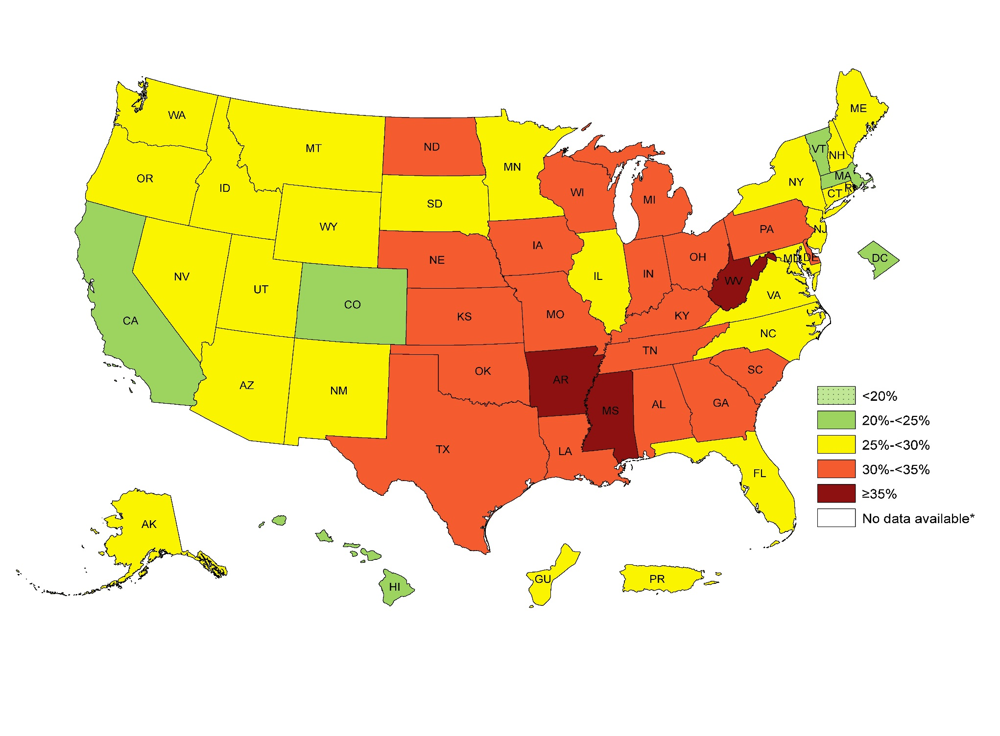 ME
WA
VT
ND
MT
NH
MN
MA
OR
NY
ID
RI
WI
CT
MI
SD
WY
PA
NJ
IA
OH
MD
DE
DC
NE
IN
NV
IL
WV
UT
VA
CO
MO
KY
KS
CA
NC
TN
SC
OK
AR
AZ
NM
<20%
GA
AL
MS
20%-<25%
TX
LA
25%-<30%
30%-<35%
FL
≥35%
No data available*
AK
GU
PR
HI